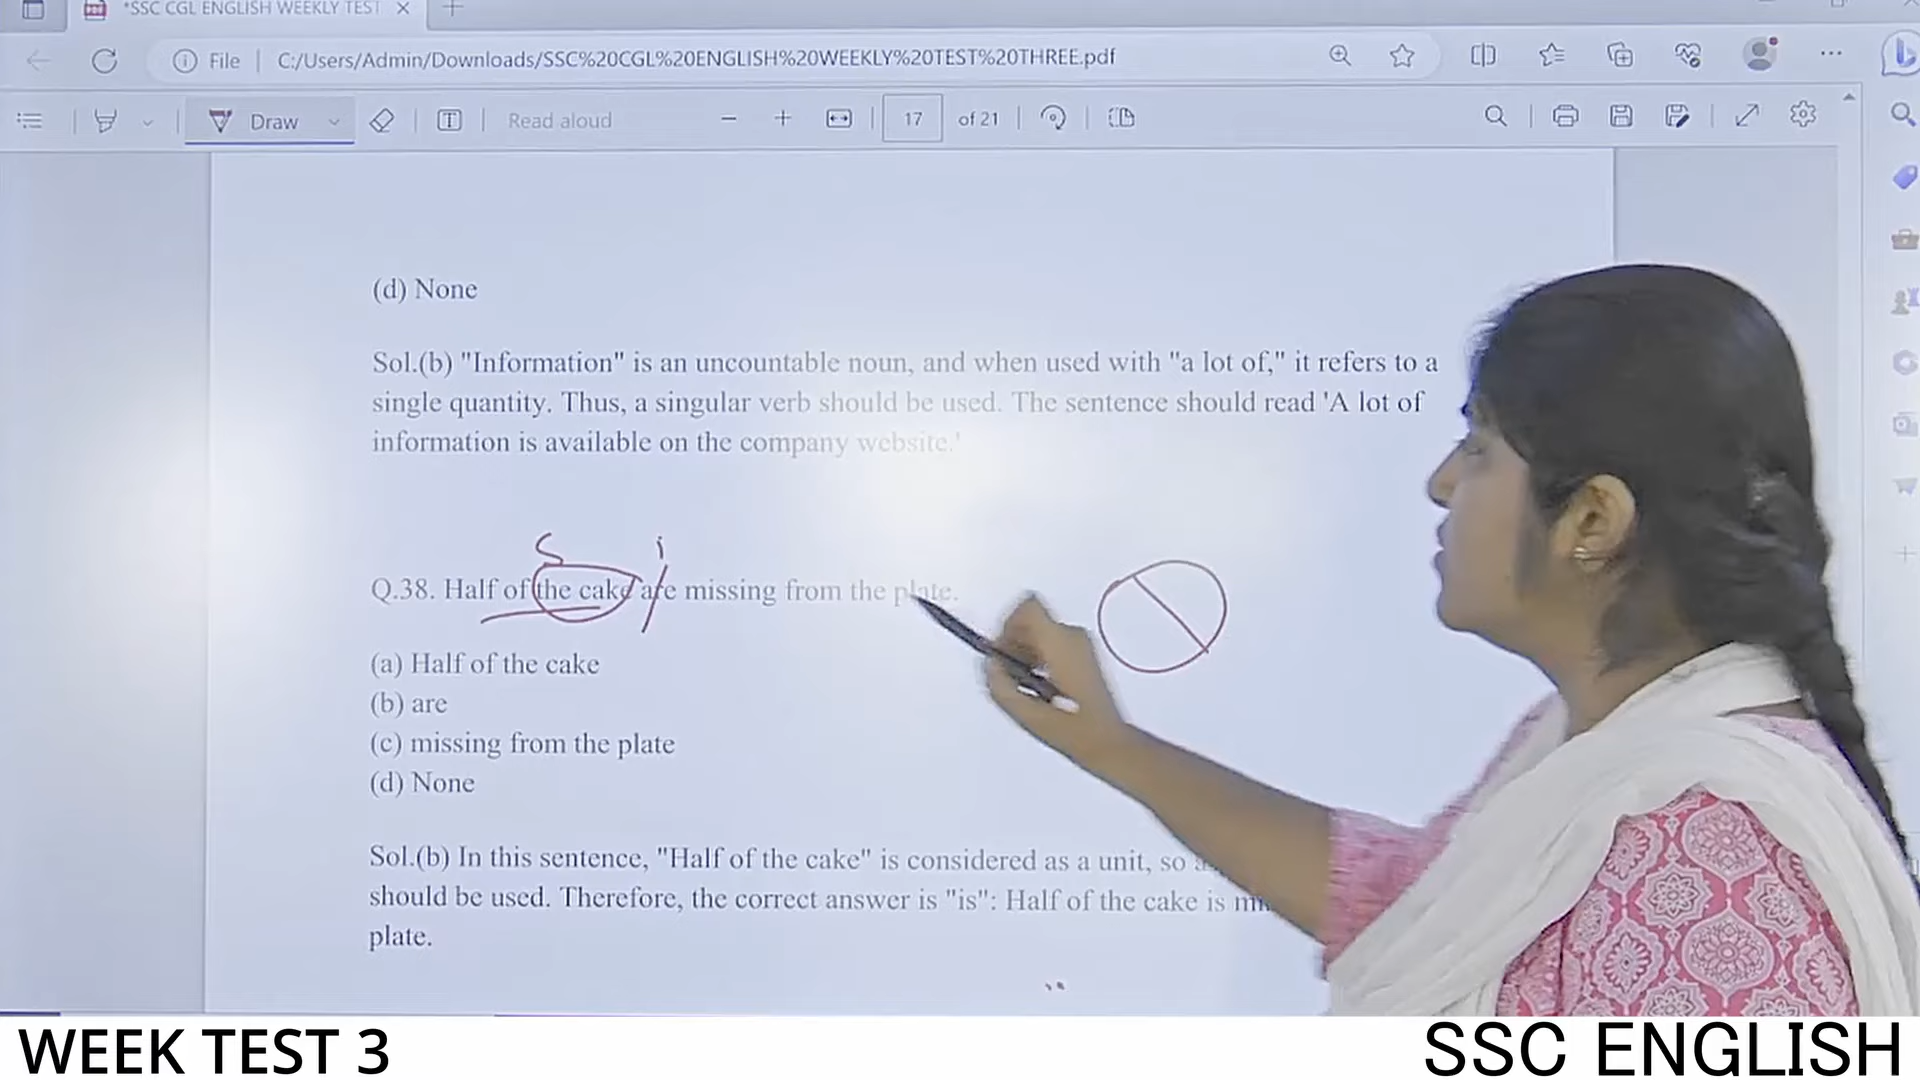 *SSC CGL ENGLISH WEEKLY TEST
File | C:/Users/Admin/Downloads/SSC%20CGL%20ENGLISH%20WEEKLY%20TEST%20THREE.pdf
Draw Read aloud 17 of 21
(d) None
Sol.(b) "Information" is an uncountable noun, and when used with "a lot of," it refers to a
single quantity. Thus, a singular verb should be used. The sentence should read 'A lot of
information is available on the company website.'
S i
Q.38. Half of the cake are missing from the plate.
(a) Half of the cake
(b) are
(c) missing from the plate
(d) None
Sol.(b) In this sentence, "Half of the cake" is considered as a unit, so
should be used. Therefore, the correct answer is "is": Half of the cake is
plate.
WEEK TEST 3
SSC ENGLISH